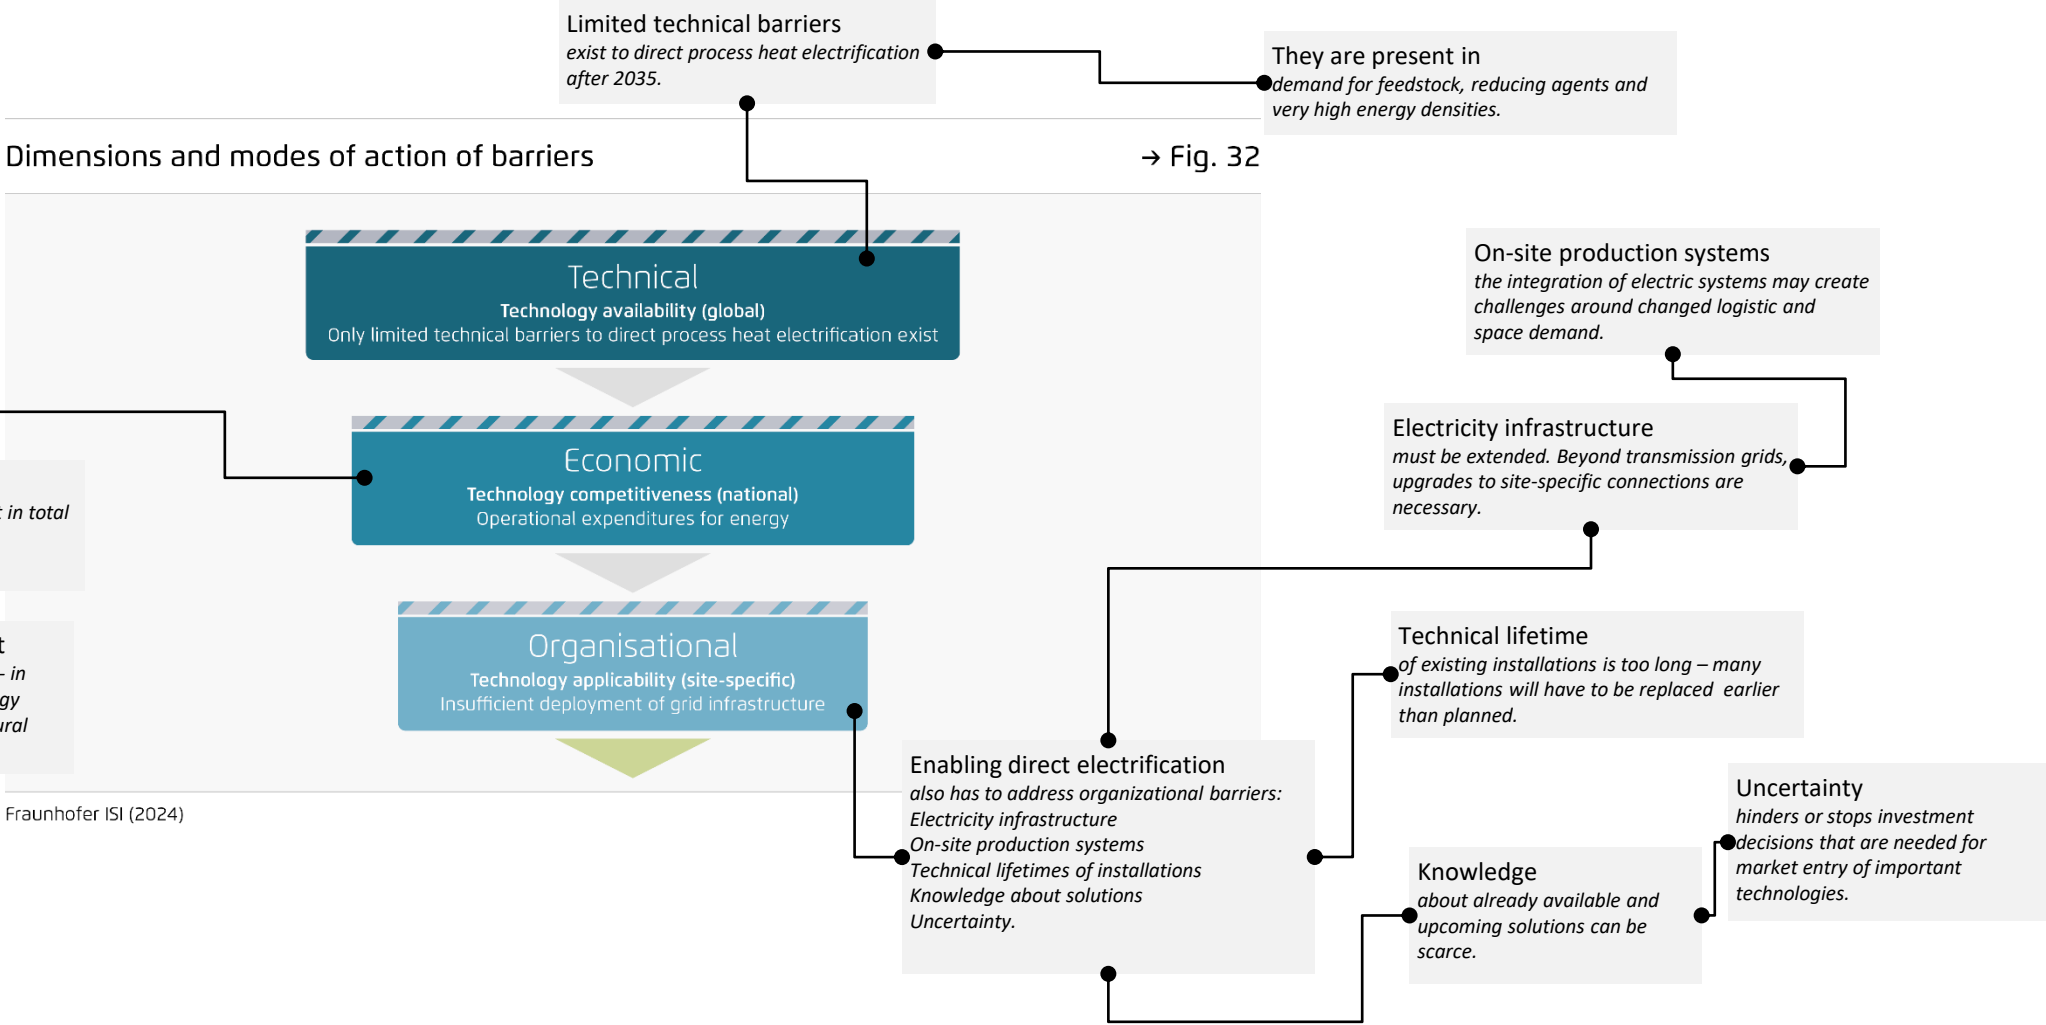 Limited technical barriers
exist to direct process heat electrification
after 2035.
They are present in
demand for feedstock, reducing agents and
very high energy densities.
Dimensions and modes of action of barriers
→ Fig. 32
Technical
Technology availability (global)
Only limited technical barriers to direct process heat electrification exist
On-site production systems
the integration of electric systems may create
challenges around changed logistic and
space demand.
Economic
Technology competitiveness (national)
Operational expenditures for energy
Electricity infrastructure
must be extended. Beyond transmission grids,
upgrades to site-specific connections are
necessary.
in total
Organisational
Technology applicability (site-specific)
Insufficient deployment of grid infrastructure
- in
Technical lifetime
of existing installations is too long – many
installations will have to be replaced earlier
than planned.
Enabling direct electrification
also has to address organizational barriers:
Electricity infrastructure
On-site production systems
Technical lifetimes of installations
Knowledge about solutions
Uncertainty.
Knowledge
about already available and
upcoming solutions can be
scarce.
Uncertainty
hinders or stops investment
decisions that are needed for
market entry of important
technologies.
Fraunhofer ISI (2024)